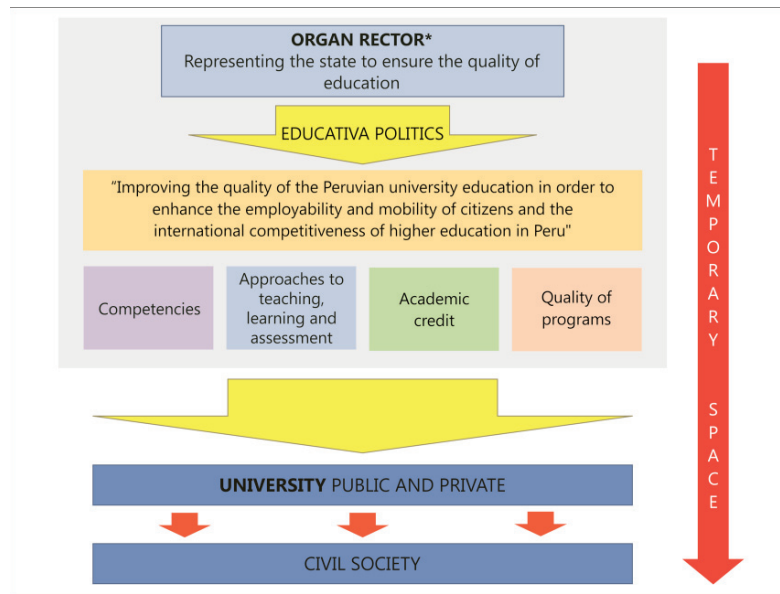 ORGAN RECTOR*
Representing the state to ensure the quality of
education
EDUCATIVA POLITICS
"Improving the quality of the Peruvian university education in order to
enhance the employability and mobility of citizens and the
international competitiveness of higher education in Peru"
Competencies
Approaches to
teaching,
learning and
assessment
Academic
credit
Quality of
programs
UNIVERSITY PUBLIC AND PRIVATE
CIVIL SOCIETY
TEMPORARY SPACE